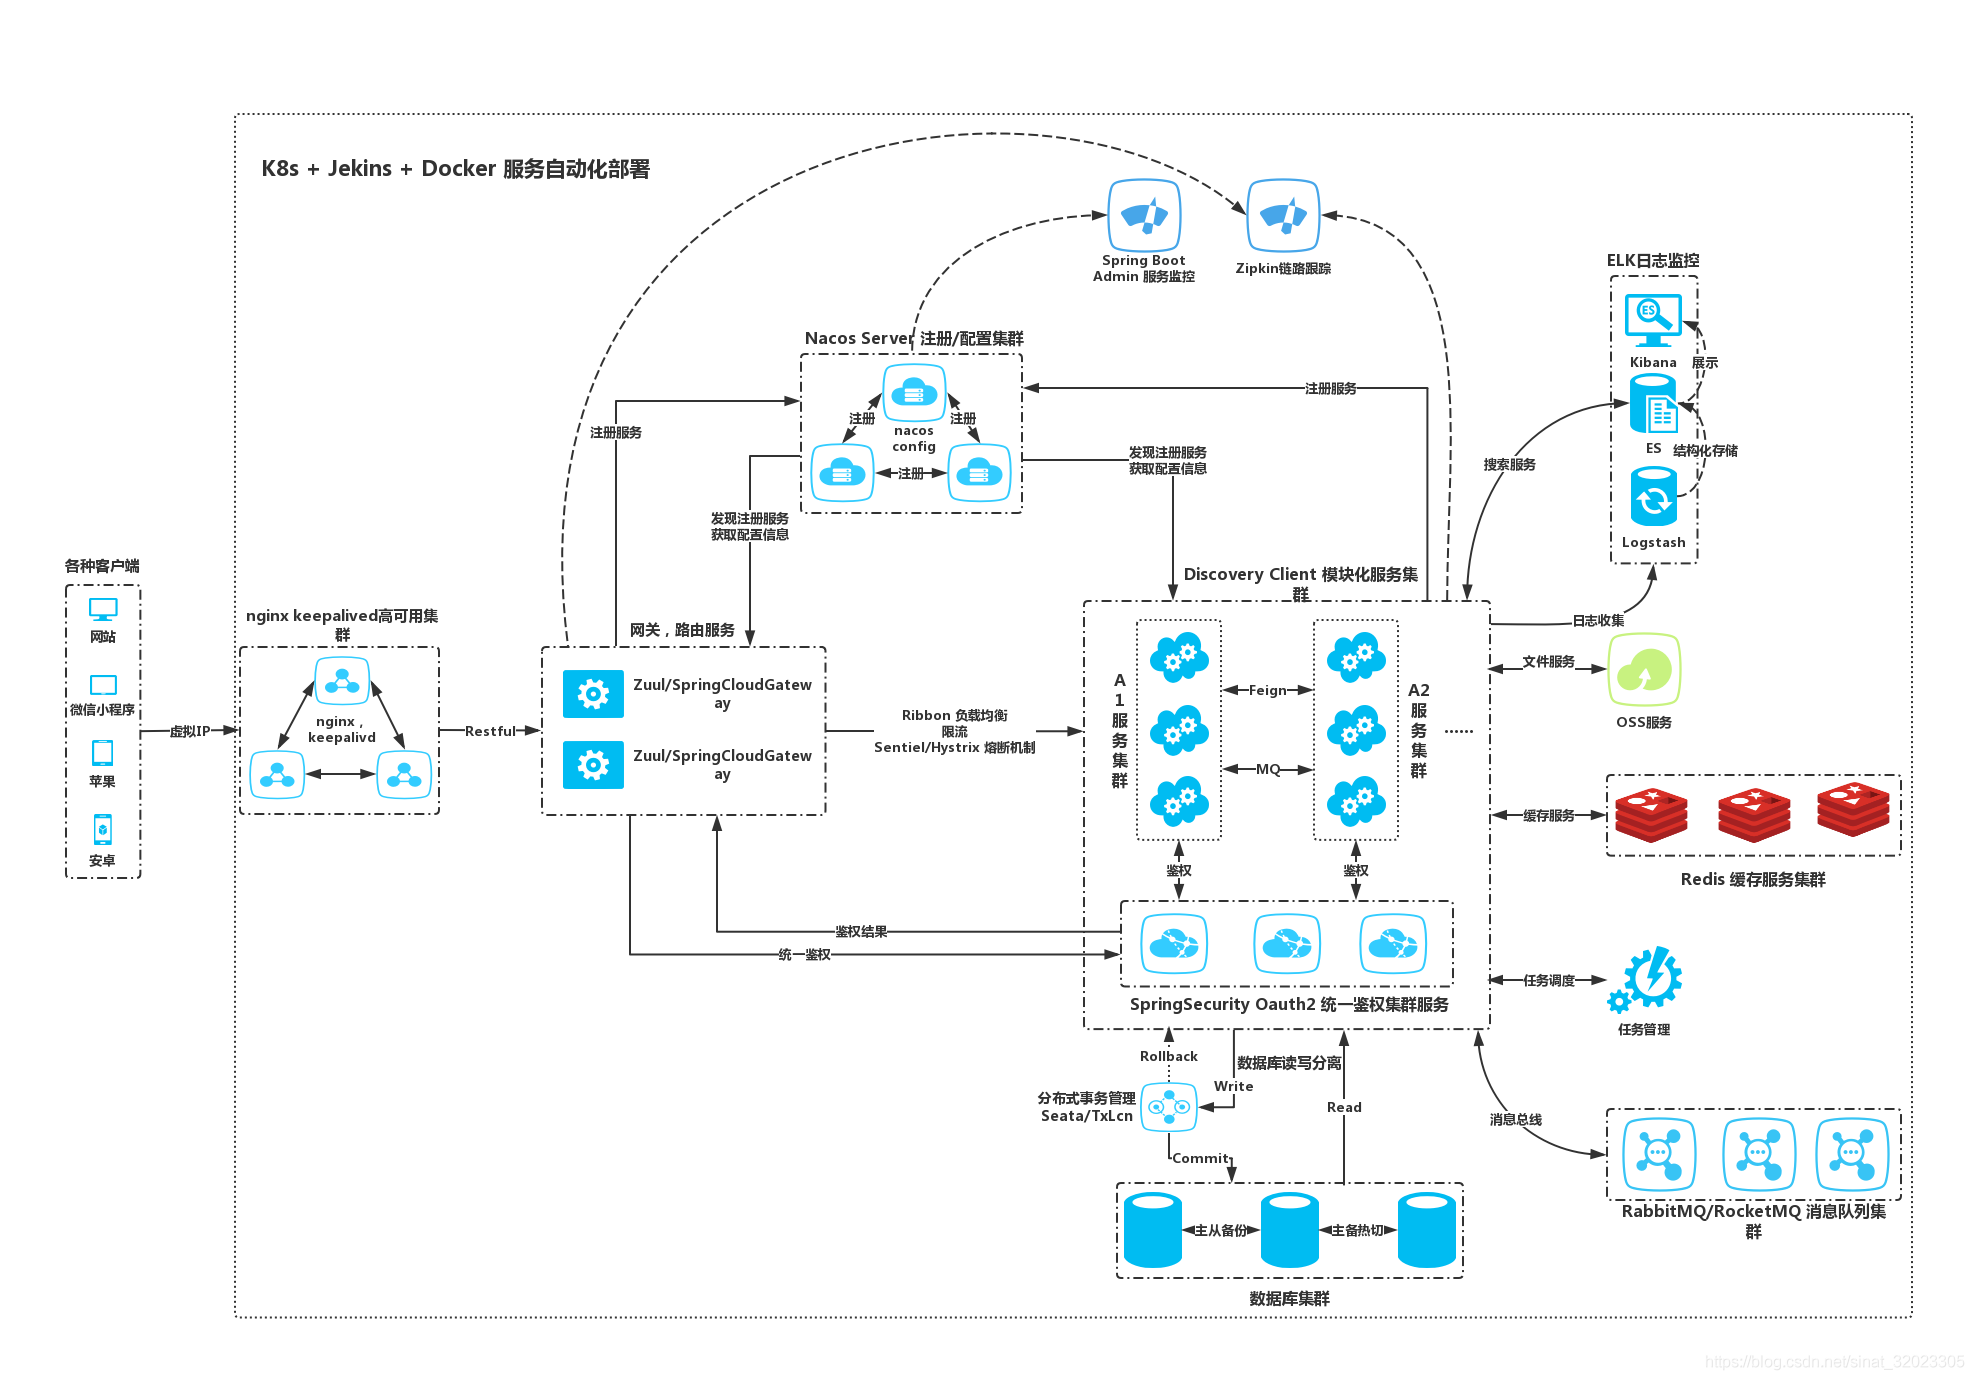 K8s + Jekins + Docker 服务自动化部署
Spring Boot
Admin 服务监控
Zipkin链路跟踪
ELK日志监控
ES
Kibana
展示
ES
结构化存储
Logstash
Nacos Server 注册/配置集群
注册
注册
nacos
config
注册
注册服务
注册服务
发现注册服务
获取配置信息
发现注册服务
获取配置信息
搜索服务
日志收集
各种客户端
网站
微信小程序
苹果
安卓
虚拟IP
nginx keepalived高可用集
群
nginx ,
keepalivd
Restful
网关 , 路由服务
Zuul/SpringCloudGatew
ay
Zuul/SpringCloudGatew
ay
Ribbon 负载均衡
限流
Sentiel/Hystrix 熔断机制
Discovery Client 模块化服务集
群
A
1
服
务
集
群
Feign
MQ
A2
服
务
集
群
······
鉴权
鉴权
鉴权结果
统一鉴权
SpringSecurity Oauth2 统一鉴权集群服务
文件服务
OSS服务
缓存服务
Redis 缓存服务集群
任务调度
任务管理
消息总线
RabbitMQ/RocketMQ 消息队列集
群
Rollback
数据库读写分离
Write
Read
分布式事务管理
Seata/TxLcn
Commit
主从备份
主备热切
数据库集群
https://blog.csdn.net/sinat_32023305